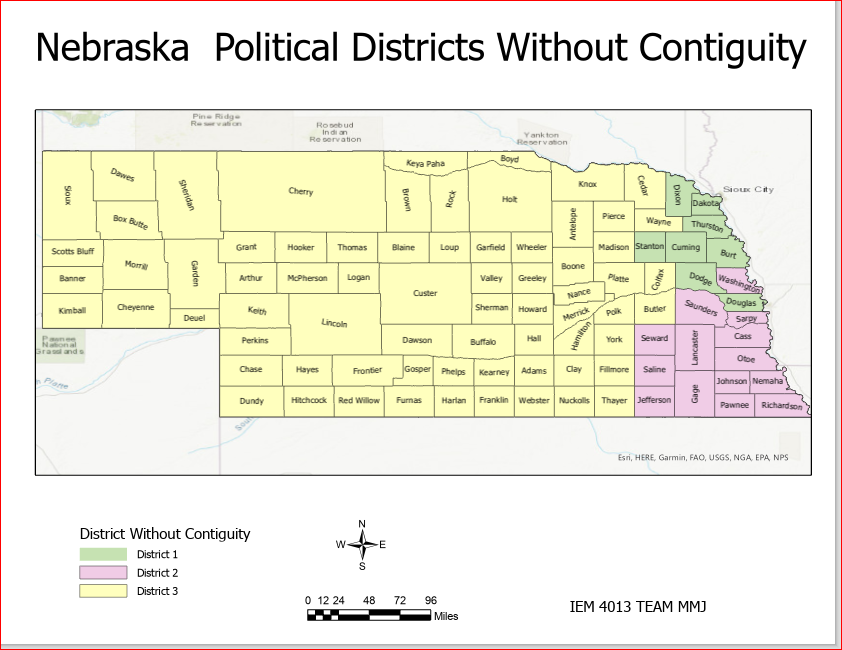 Nebraska  Political Districts Without Contiguity
Pine Ridge
Reservation
Rosebud
Indian
Reservation
Yankton
Reservation
Sioux City
Keya Paha
Boyd
Sioux
Dawes
Sheridan
Cherry
Brown
Rock
Holt
Knox
Cedar
Dixon
Dakota
Box Butte
Antelope
Pierce
Wayne
Thurston
Scotts Bluff
Morrill
Garden
Grant
Hooker
Thomas
Blaine
Loup
Garfield
Wheeler
Madison
Stanton
Cuming
Burt
Banner
Arthur
McPherson
Logan
Custer
Valley
Greeley
Boone
Platte
Colfax
Dodge
Washington
Kimball
Cheyenne
Deuel
Keith
Lincoln
Sherman
Howard
Nance
Merrick
Polk
Butler
Saunders
Douglas
Sarpy
Pawnee
National
Grasslands
Perkins
Dawson
Buffalo
Hall
Hamilton
York
Seward
Lancaster
Cass
Otoe
Chase
Hayes
Frontier
Gosper
Phelps
Kearney
Adams
Clay
Fillmore
Saline
Gage
Johnson
Nemaha
Platte
Dundy
Hitchcock
Red Willow
Furnas
Harlan
Franklin
Webster
Nuckolls
Thayer
Jefferson
Pawnee
Richardson
Esri, HERE, Garmin, FAO, USGS, NGA, EPA, NPS
District Without Contiguity
District 1
District 2
District 3
N
W
E
S
0 12 24 48 72 96
Miles
IEM 4013 TEAM MMJ